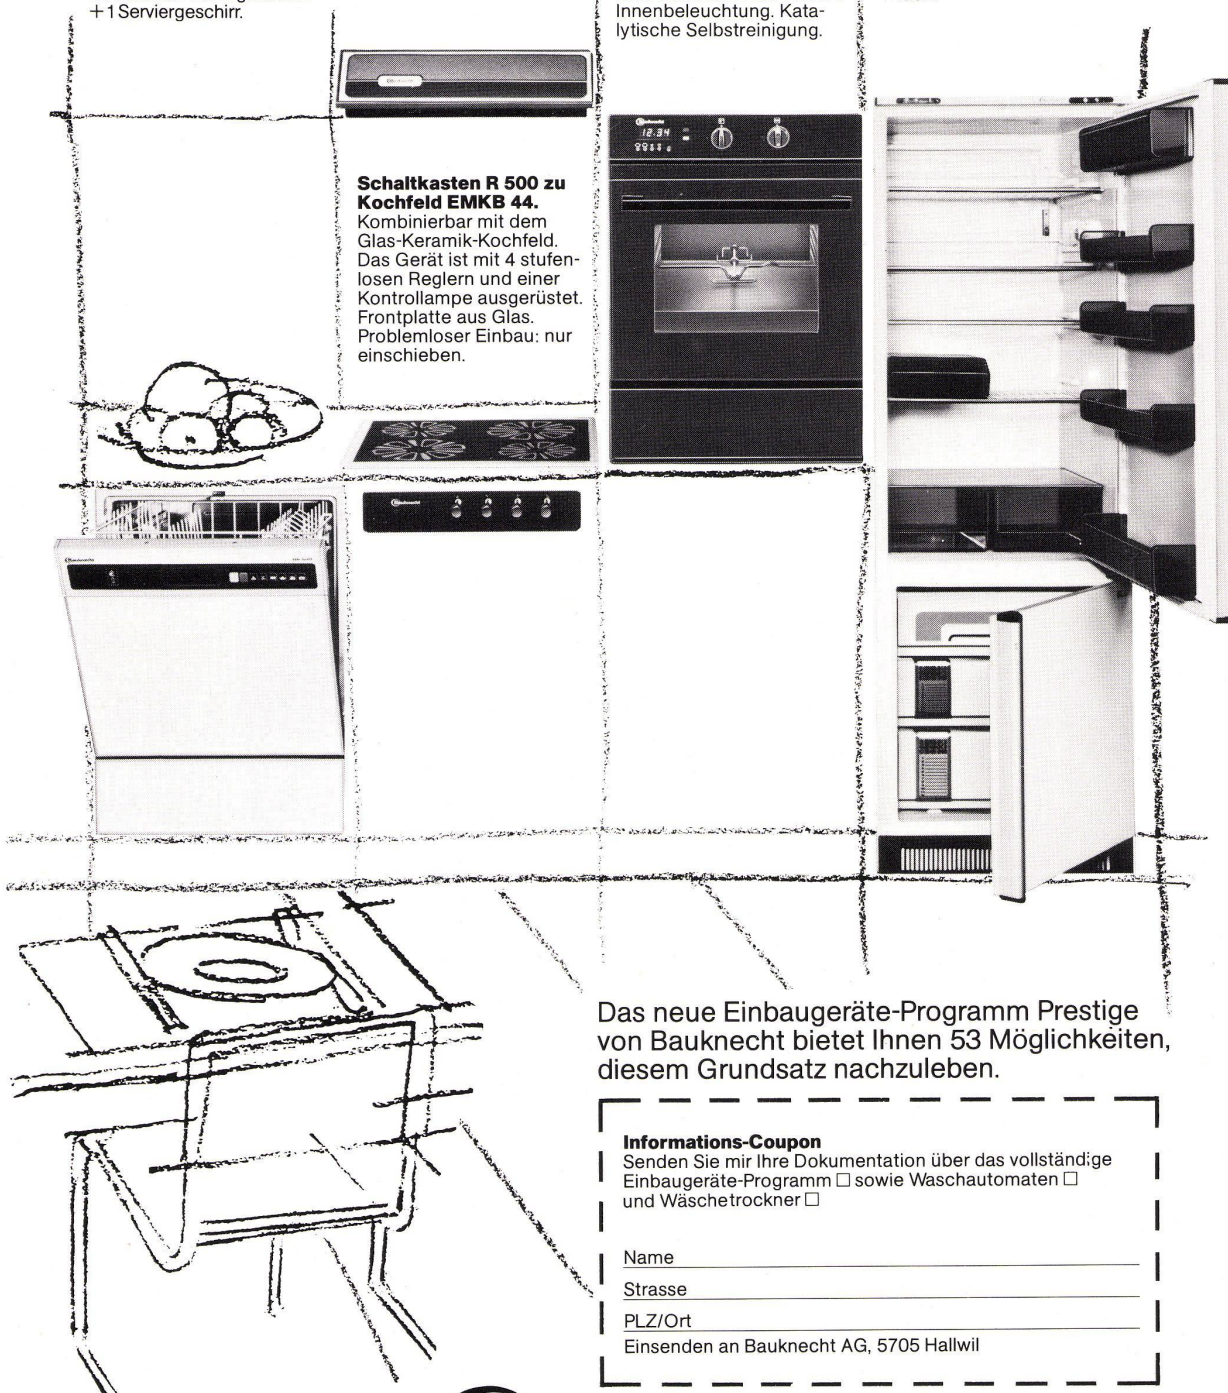 + 1 Serviergeschirr.
Innenbeleuchtung. Kata-
lytische Selbstreinigung.
Schaltkasten R 500 zu
Kochfeld EMKB 44.
Kombinierbar mit dem
Glas-Keramik-Kochfeld.
Das Gerät ist mit 4 stufen-
losen Reglern und einer
Kontrollampe ausgerüstet.
Frontplatte aus Glas.
Problemloser Einbau: nur
einschieben.
Bauknecht
12.34
Bauknecht
Bauknecht
Das neue Einbaugeräte-Programm Prestige
von Bauknecht bietet Ihnen 53 Möglichkeiten,
diesem Grundsatz nachzuleben.
Informations-Coupon
Senden Sie mir Ihre Dokumentation über das vollständige
Einbaugeräte-Programm ☐ sowie Waschautomaten ☐
und Wäschetrockner ☐
Name
Strasse
PLZ/Ort
Einsenden an Bauknecht AG, 5705 Hallwil